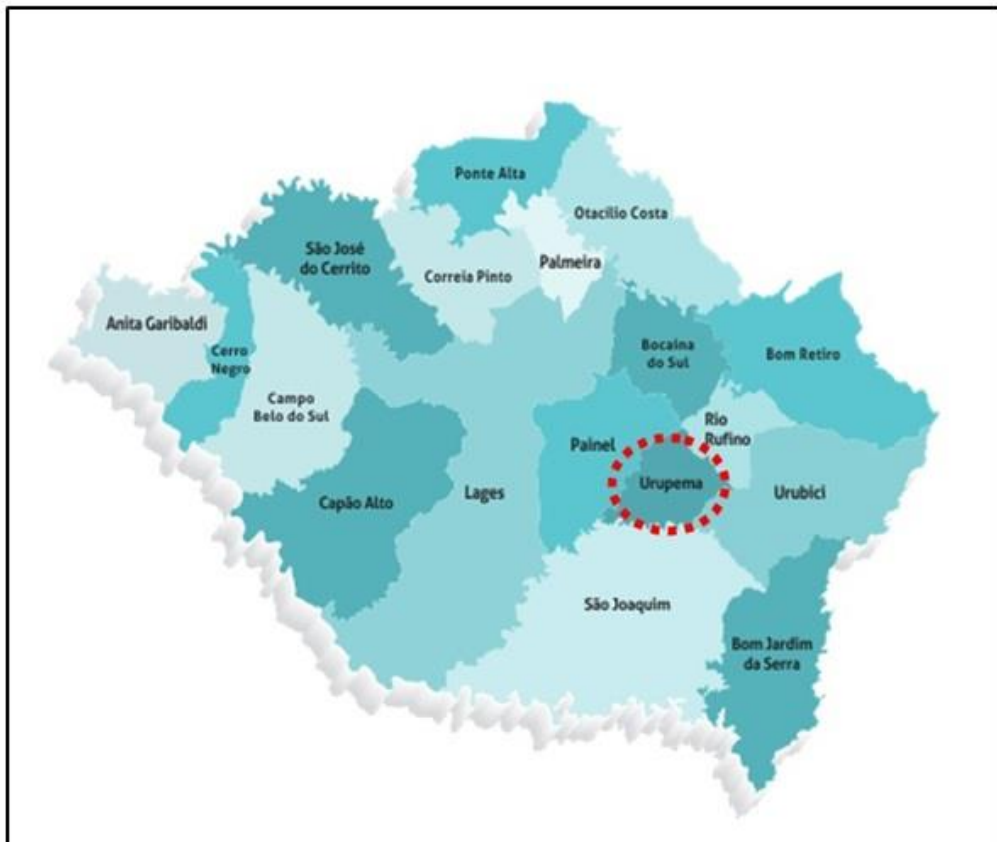 Ponte Alta
Otacílio Costa
São José
do Cerrito
Correia Pinto
Palmeira
Anita Garibaldi
Cerro
Negro
Bocaina
do Sul
Bom Retiro
Campo
Belo do Sul
Rio
Rufino
Painel
Capão Alto
Lages
Urupema
Urubici
São Joaquim
Bom Jardim
da Serra